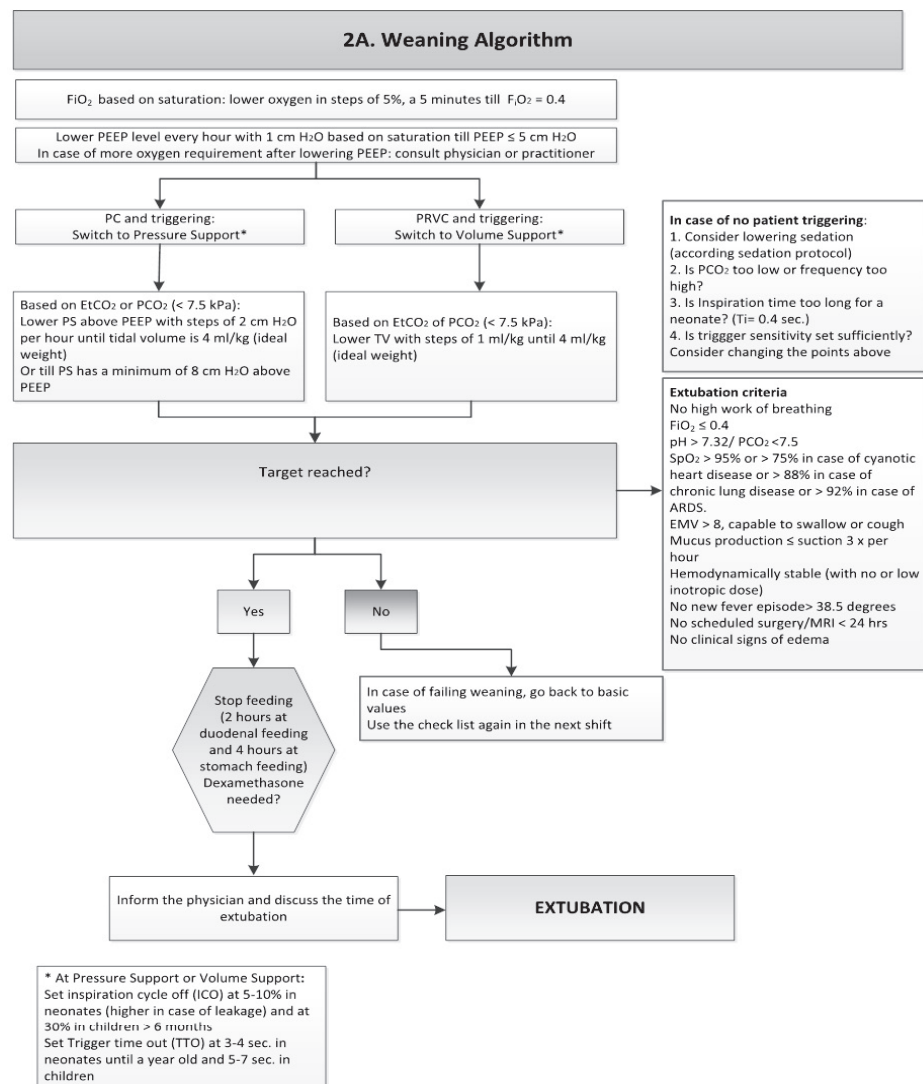 2A. Weaning Algorithm
FiO₂ based on saturation: lower oxygen in steps of 5%, a 5 minutes till FᵢO₂ = 0.4
Lower PEEP level every hour with 1 cm H₂O based on saturation till PEEP ≤ 5 cm H₂O
In case of more oxygen requirement after lowering PEEP: consult physician or practitioner
PC and triggering:
Switch to Pressure Support*
PRVC and triggering:
Switch to Volume Support*
In case of no patient triggering:
1. Consider lowering sedation
(according sedation protocol)
2. Is PCO₂ too low or frequency too
high?
3. Is Inspiration time too long for a
neonate? (Ti= 0.4 sec.)
4. Is triggger sensitivity set sufficiently?
Consider changing the points above
Based on EtCO₂ or PCO₂ (< 7.5 kPa):
Lower PS above PEEP with steps of 2 cm H₂O
per hour until tidal volume is 4 ml/kg (ideal
weight)
Or till PS has a minimum of 8 cm H₂O above
PEEP
Based on EtCO₂ of PCO₂ (< 7.5 kPa):
Lower TV with steps of 1 ml/kg until 4 ml/kg
(ideal weight)
Extubation criteria
No high work of breathing
FiO₂ ≤ 0.4
pH > 7.32/ PCO₂ <7.5
SpO₂ > 95% or > 75% in case of cyanotic
heart disease or > 88% in case of
chronic lung disease or > 92% in case of
ARDS.
EMV > 8, capable to swallow or cough
Mucus production ≤ suction 3 x per
hour
Hemodynamically stable (with no or low
inotropic dose)
No new fever episode> 38.5 degrees
No scheduled surgery/MRI < 24 hrs
No clinical signs of edema
Target reached?
Yes
No
In case of failing weaning, go back to basic
values
Use the check list again in the next shift
Stop feeding
(2 hours at
duodenal feeding
and 4 hours at
stomach feeding)
Dexamethasone
needed?
Inform the physician and discuss the time of
extubation
EXTUBATION
* At Pressure Support or Volume Support:
Set inspiration cycle off (ICO) at 5-10% in
neonates (higher in case of leakage) and at
30% in children > 6 months
Set Trigger time out (TTO) at 3-4 sec. in
neonates until a year old and 5-7 sec. in
children